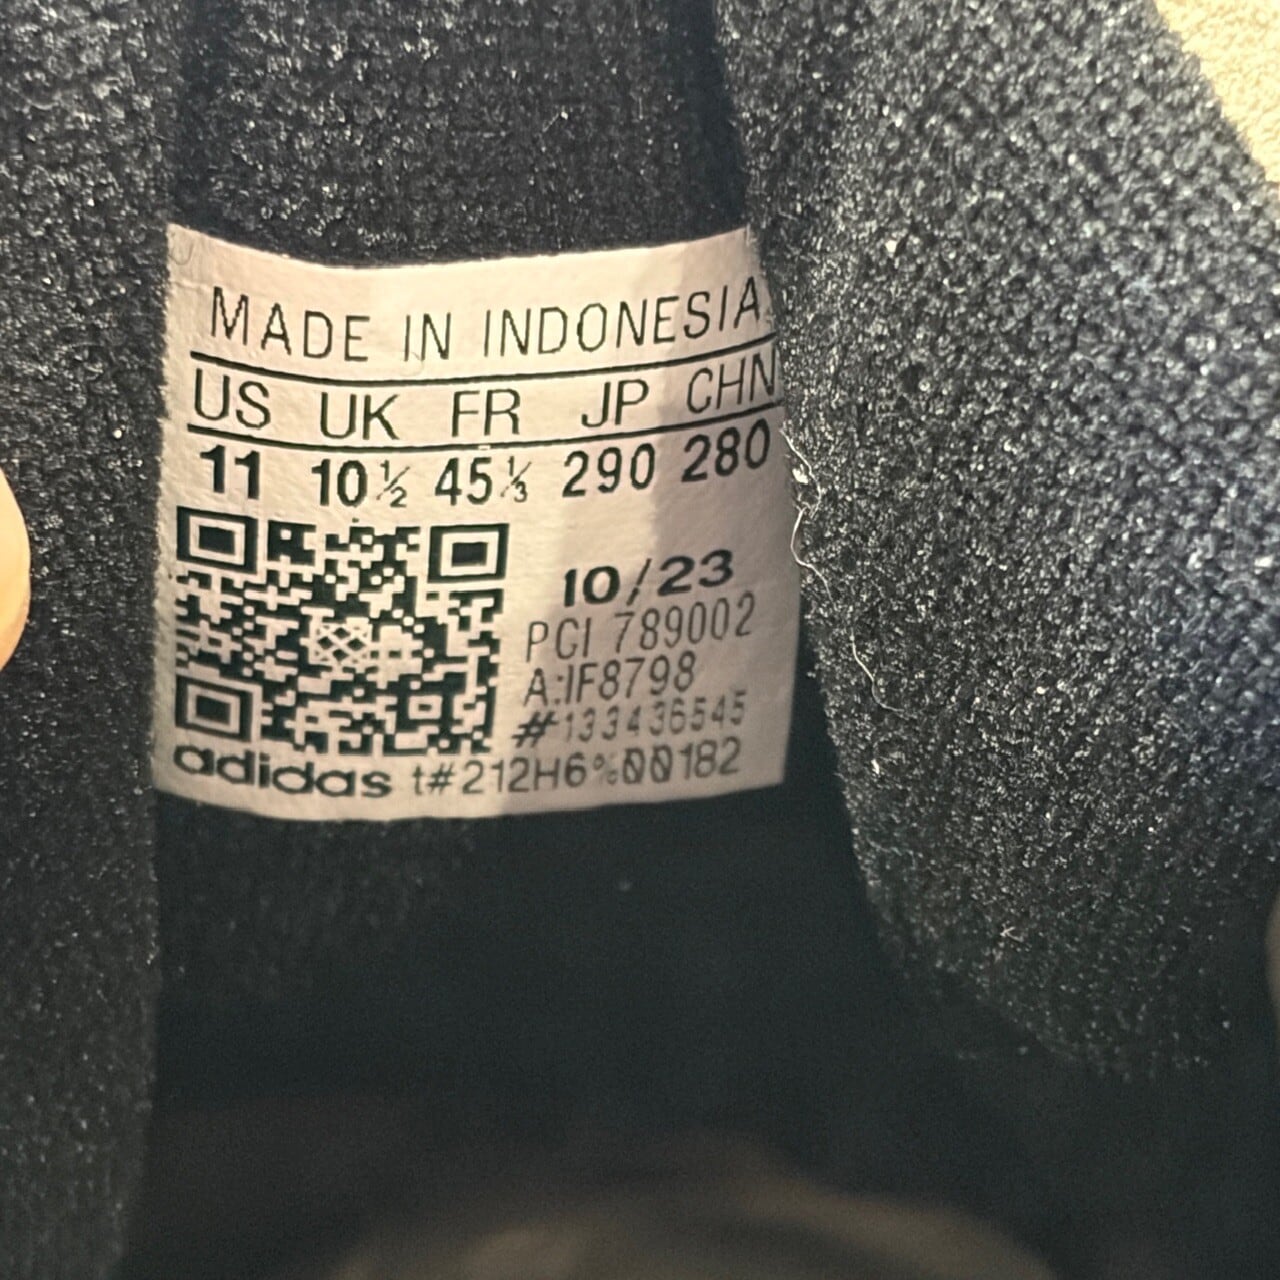 MADE IN INDONESIA
US UK FR JP CHN
11 10½ 45⅓ 290 280
10/23
PCI 789002
A:IF8798
#133436545
adidas t#212H6%00182